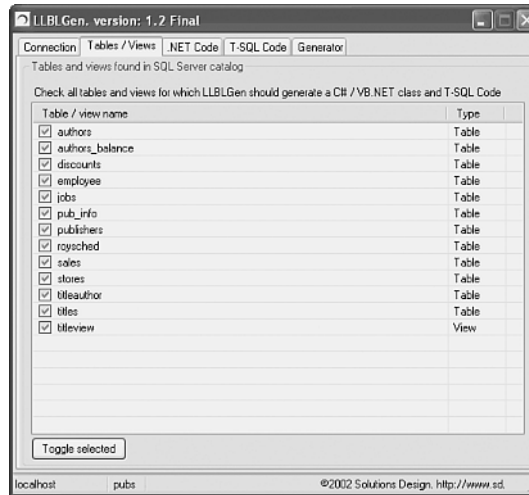 LLBLGen. version: 1.2 Final
Connection Tables / Views .NET Code T-SQL Code Generator
Tables and views found in SQL Server catalog
Check all tables and views for which LLBLGen should generate a C# / VB.NET class and T-SQL Code
Table / view name Type
authors Table
authors_balance Table
discounts Table
employee Table
jobs Table
pub_info Table
publishers Table
roysched Table
sales Table
stores Table
titleauthor Table
titles Table
titleview View
Toggle selected
localhost pubs ©2002 Solutions Design. http://www.sd.